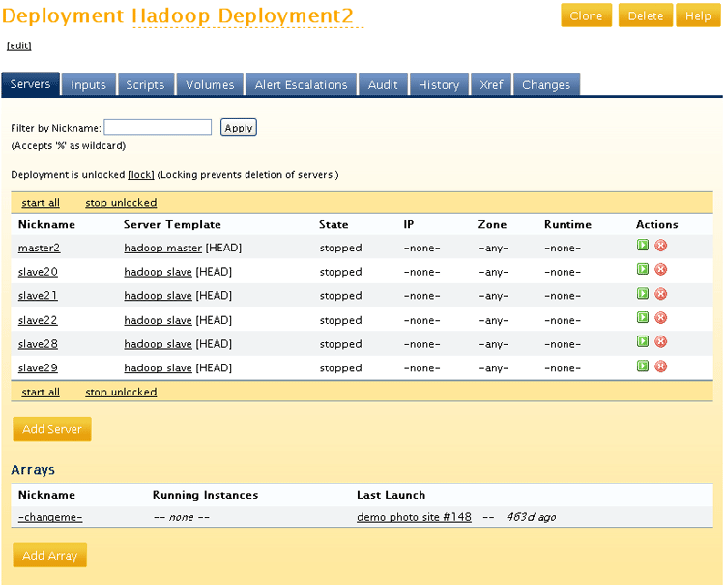 Deployment Hadoop Deployment2 Clone Delete Help
[edit]
Servers Inputs Scripts Volumes Alert Escalations Audit History Xref Changes
Filter by Nickname: Apply
(Accepts '%' as wildcard)
Deployment is unlocked [lock] (Locking prevents deletion of servers.)
start all stop unlocked
Nickname Server Template State IP Zone Runtime Actions
master2 hadoop master [HEAD] stopped -none- -any- -none-
slave20 hadoop slave [HEAD] stopped -none- -any- -none-
slave21 hadoop slave [HEAD] stopped -none- -any- -none-
slave22 hadoop slave [HEAD] stopped -none- -any- -none-
slave28 hadoop slave [HEAD] stopped -none- -any- -none-
slave29 hadoop slave [HEAD] stopped -none- -any- -none-
start all stop unlocked
Add Server
Arrays
Nickname Running Instances Last Launch
-changeme- -- none -- demo photo site #148 -- 463d ago
Add Array